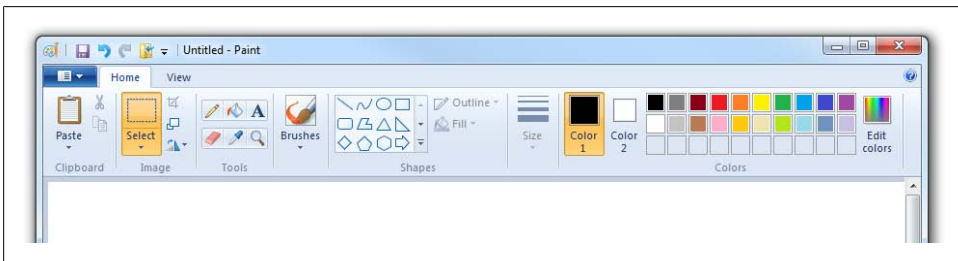 Untitled - Paint
Home View
Paste Select A Brushes Outline Fill Size Color 1 Color 2 Edit colors
Clipboard Image Tools Shapes Colors